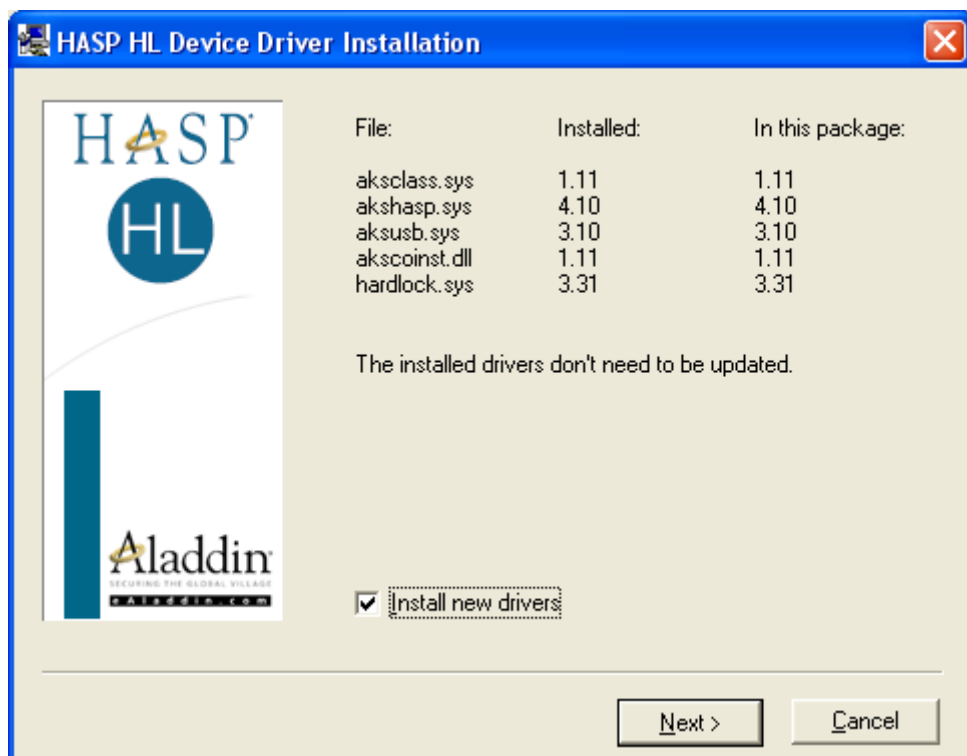 HASP HL Device Driver Installation
HASP
HL
File: Installed: In this package:
aksclass.sys 1.11 1.11
akshasp.sys 4.10 4.10
aksusb.sys 3.10 3.10
akscoinst.dll 1.11 1.11
hardlock.sys 3.31 3.31
The installed drivers don't need to be updated.
Aladdin
SECURING THE GLOBAL VILLAGE
eAladdin.com
Install new drivers
Next > Cancel